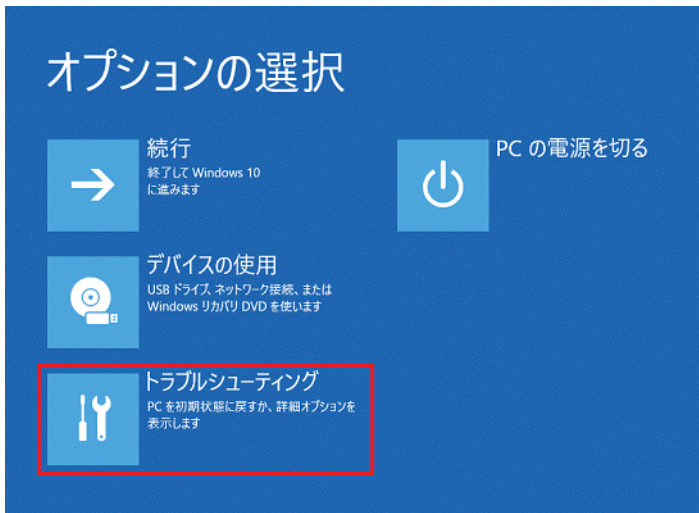 オプションの選択
続行
終了して Windows 10
に進みます
PC の電源を切る
デバイスの使用
USB ドライブ、ネットワーク接続、または
Windows リカバリ DVD を使います
トラブルシューティング
PC を初期状態に戻すか、詳細オプションを
表示します